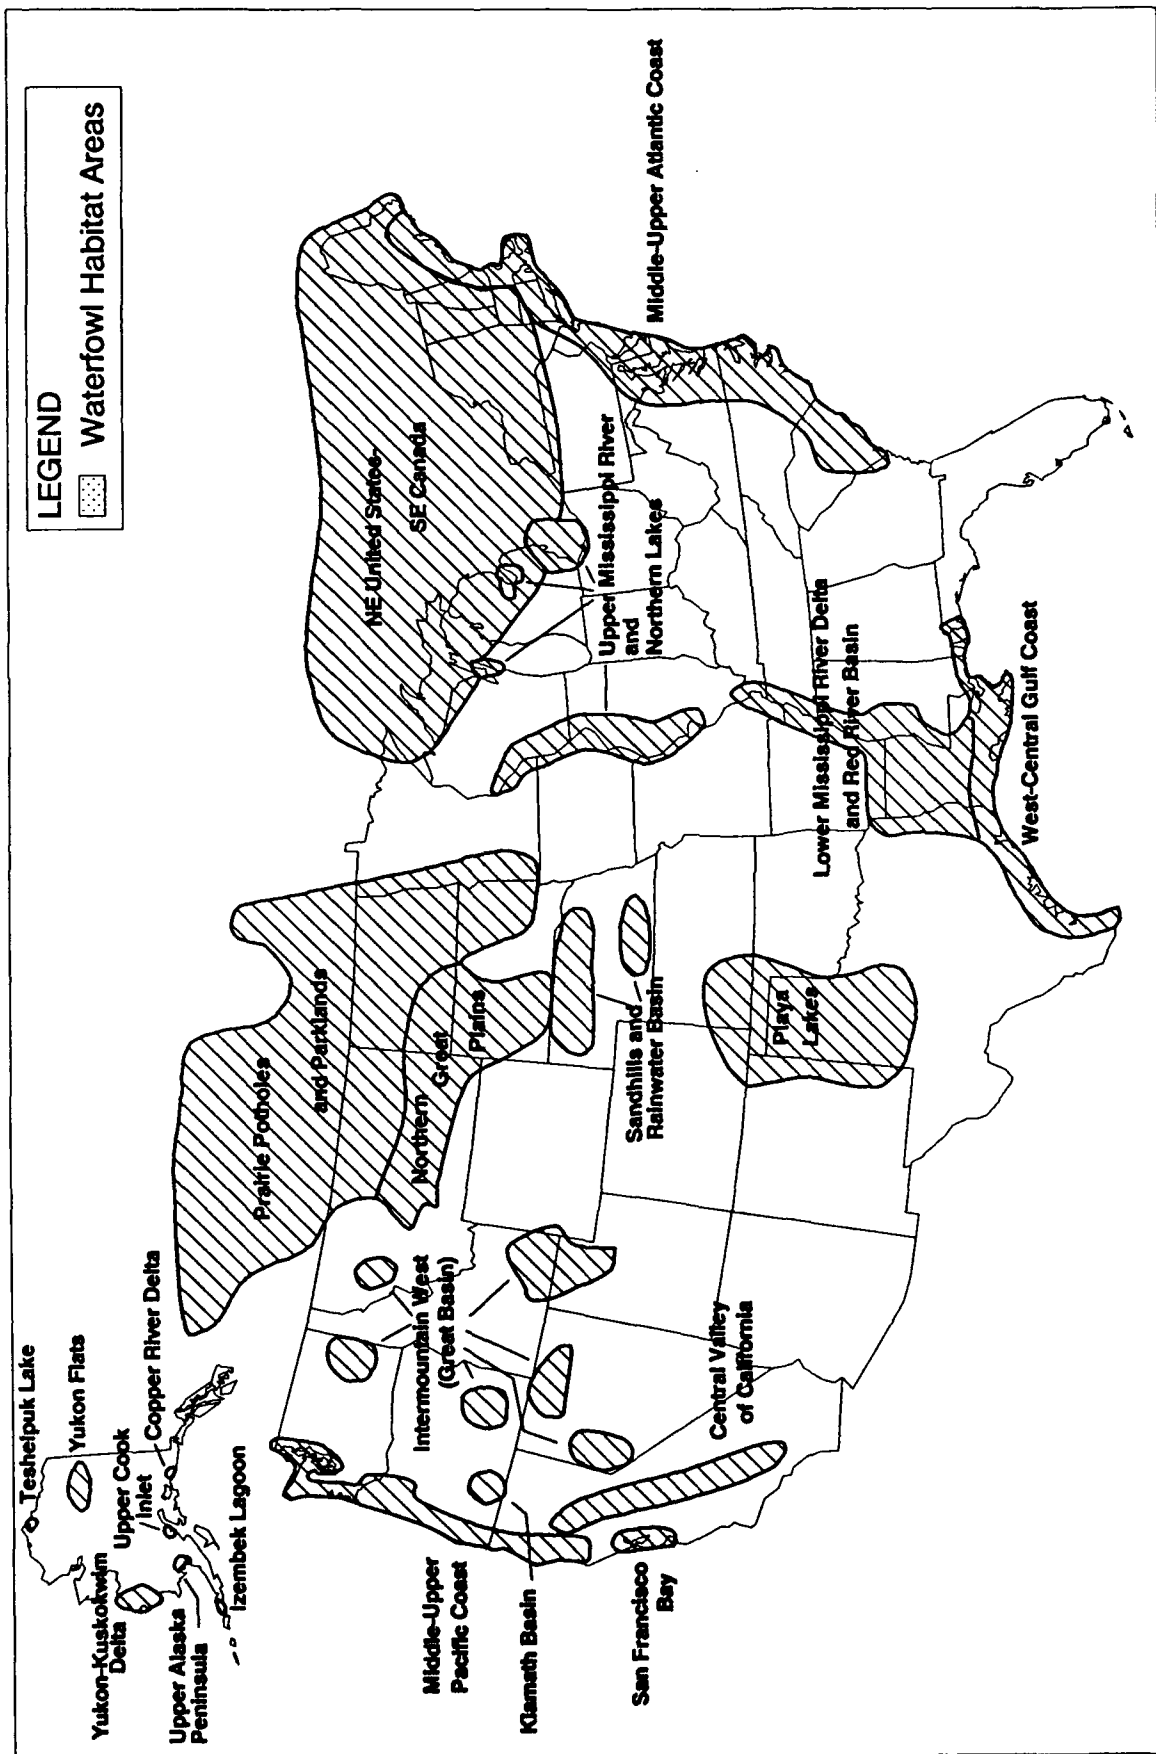 LEGEND
Waterfowl Habitat Areas
Teshelpuk Lake
Yukon Flats
Yukon-Kuskokwim
Delta
Upper Cook
Inlet
Copper River Delta
Upper Alaska
Peninsula
Izembek Lagoon
Prairie Potholes
and Parklands
NE United States-
SE Canada
Northern
Great
Plains
Intermountain West
(Great Basin)
Middle-Upper
Pacific Coast
Klamath Basin
San Francisco
Bay
Central Valley
of California
Sandhills and
Rainwater Basin
Playa
Lakes
Upper Mississippi River
and
Northern Lakes
Middle-Upper Atlantic Coast
Lower Mississippi River Delta
and Red River Basin
West-Central Gulf Coast